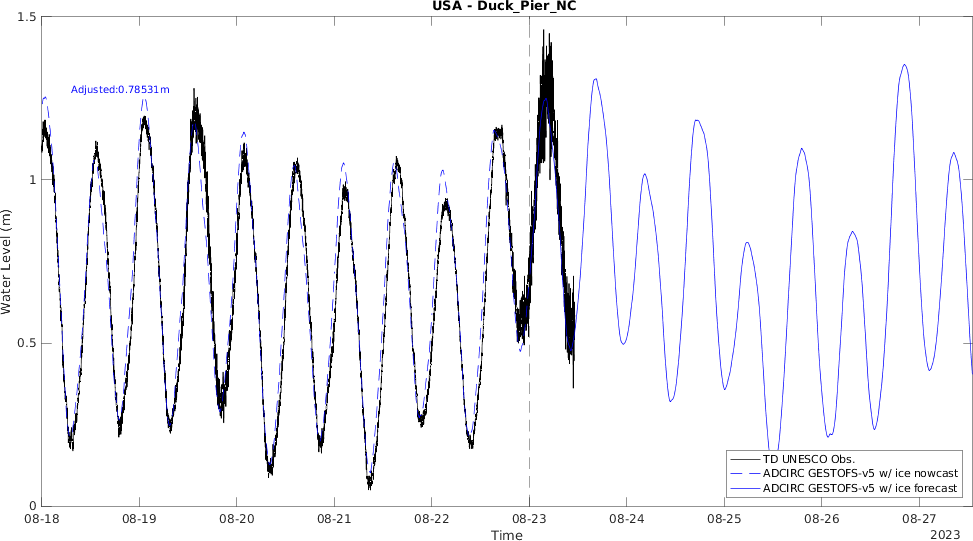 USA - Duck_Pier_NC
1.5
Adjusted:0.78531m
1
Water Level (m)
0.5
TD UNESCO Obs.
ADCIRC GESTOFS-v5 w/ ice nowcast
ADCIRC GESTOFS-v5 w/ ice forecast
0
08-18 08-19 08-20 08-21 08-22 08-23 08-24 08-25 08-26 08-27
Time
2023